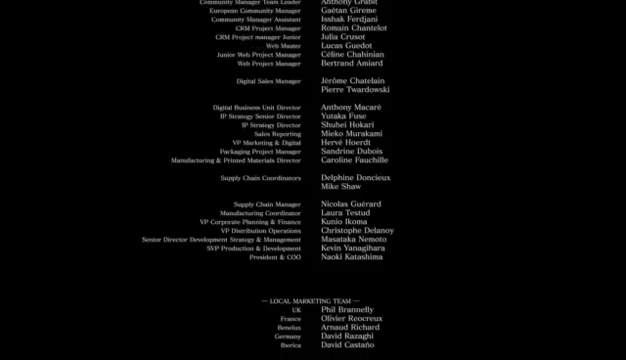 Community Manager Team Leader Anthony Grabit
European Community Manager Gaëtan Gireme
Community Manager Assistant Isshak Ferdjani
CRM Project Manager Romain Chantelot
CRM Project manager Junior Julia Crusot
Web Master Lucas Guedot
Junior Web Project Manager Céline Chahinian
Web Project Manager Bertrand Amiard
Digital Sales Manager Jérôme Chatelain
Pierre Twardowski
Digital Business Unit Director Anthony Macaré
IP Strategy Senior Director Yutaka Fuse
IP Strategy Director Shuhei Hokari
Sales Reporting Mieko Murakami
VP Marketing & Digital Hervé Hoerdt
Packaging Project Manager Sandrine Dubois
Manufacturing & Printed Materials Director Caroline Fauchille
Supply Chain Coordinators Delphine Doncieux
Mike Shaw
Supply Chain Manager Nicolas Guérard
Manufacturing Coordinator Laura Testud
VP Corporate Planning & Finance Kunio Ikoma
VP Distribution Operations Christophe Delanoy
Senior Director Development Strategy & Management Masataka Nemoto
SVP Production & Development Kevin Yanagihara
President & COO Naoki Katashima
— LOCAL MARKETING TEAM —
UK Phil Brannelly
France Olivier Reocreux
Benelux Arnaud Richard
Germany David Razaghi
Iberica David Castaño